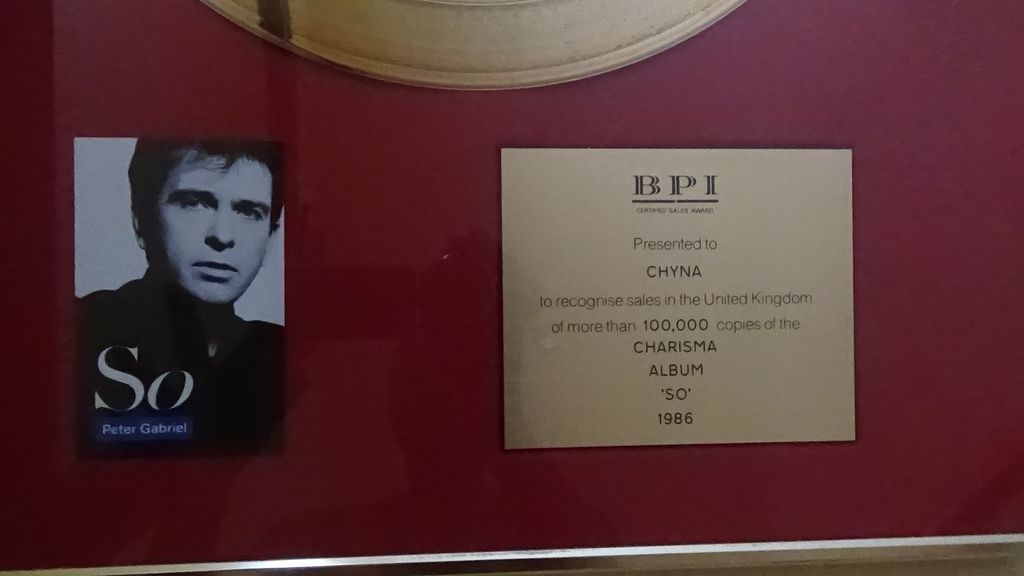 So
Peter Gabriel
BPI
CERTIFIED SALES AWARD
Presented to
CHYNA
to recognise sales in the United Kingdom
of more than 100,000 copies of the
CHARISMA
ALBUM
'SO'
1986